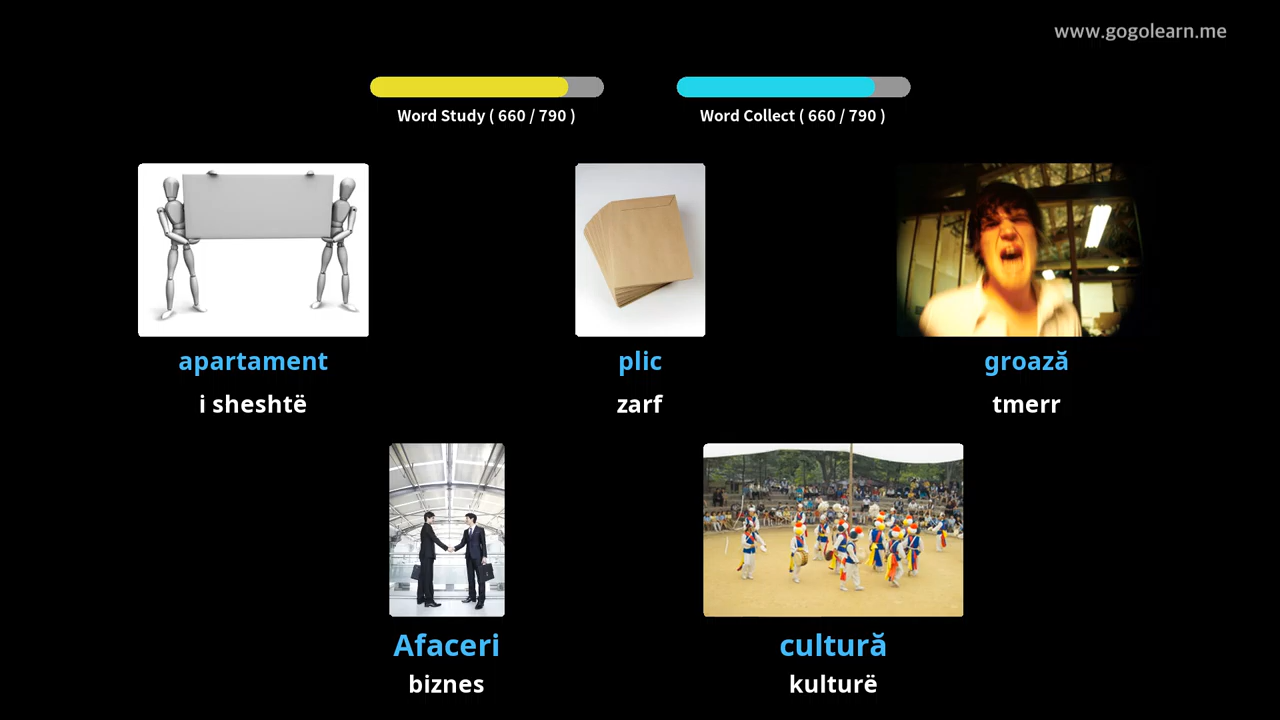 www.gogolearn.me
Word Study ( 660 / 790 )
Word Collect ( 660 / 790 )
apartament
i sheshtë
plic
zarf
groază
tmerr
Afaceri
biznes
cultură
kulturë